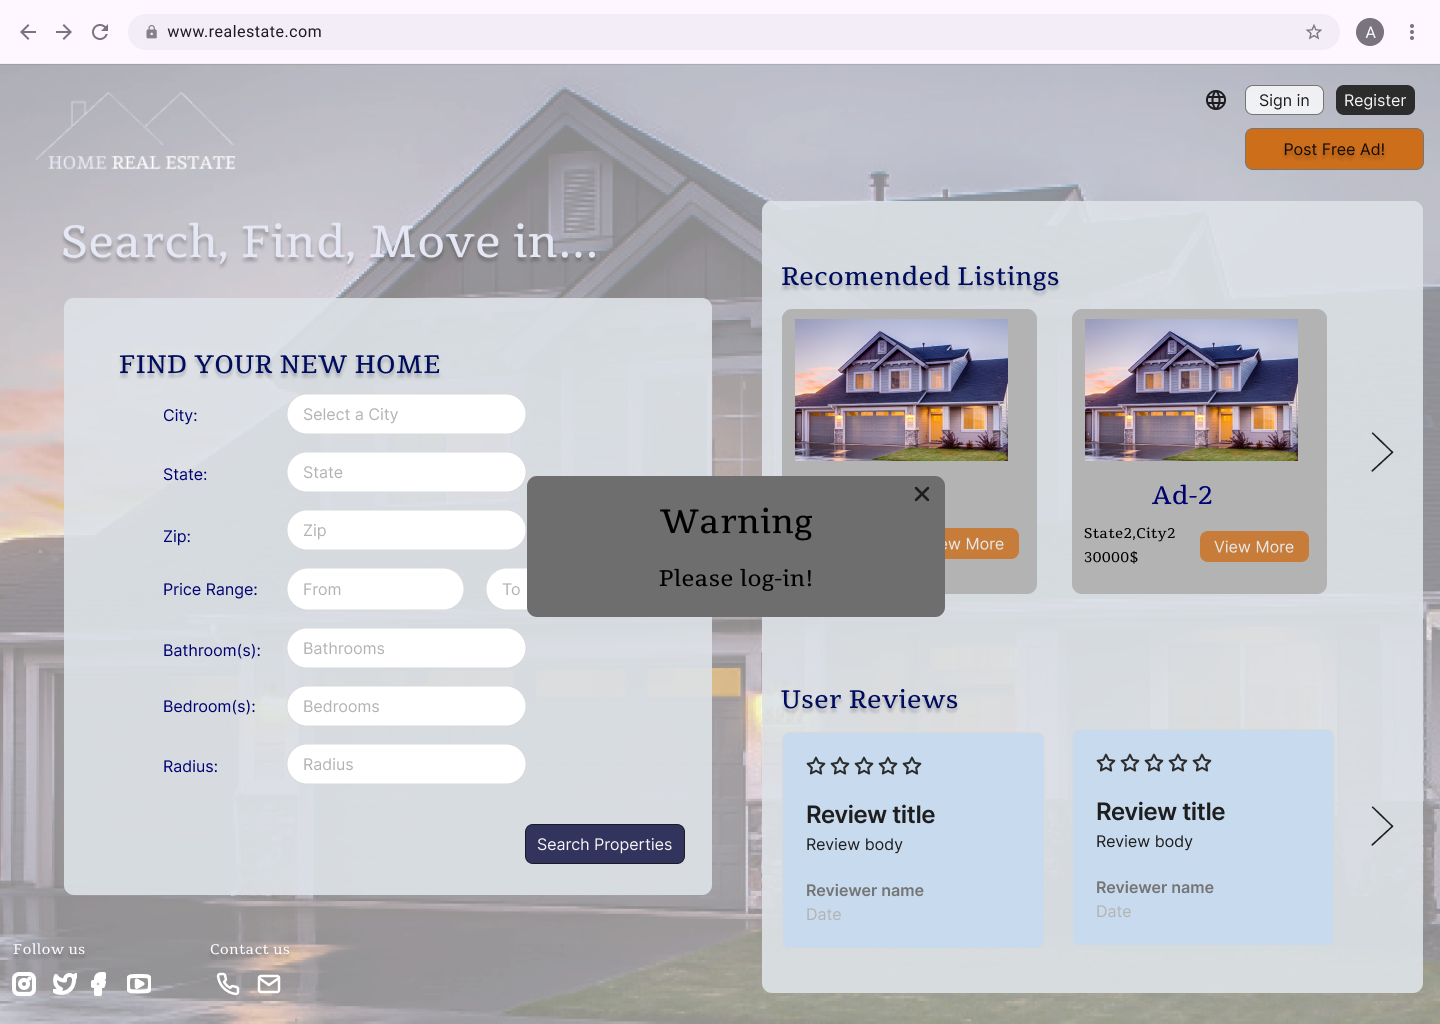 www.realestate.com
A
Sign in
Register
Post Free Ad!
HOME REAL ESTATE
Search, Find, Move in...
FIND YOUR NEW HOME
City:
Select a City
State:
State
Zip:
Zip
Price Range:
From
To
Bathroom(s):
Bathrooms
Bedroom(s):
Bedrooms
Radius:
Radius
Search Properties
Recomended Listings
View More
Ad-2
State2,City2
30000$
View More
Warning
Please log-in!
User Reviews
Review title
Review body
Reviewer name
Date
Review title
Review body
Reviewer name
Date
Follow us
Contact us